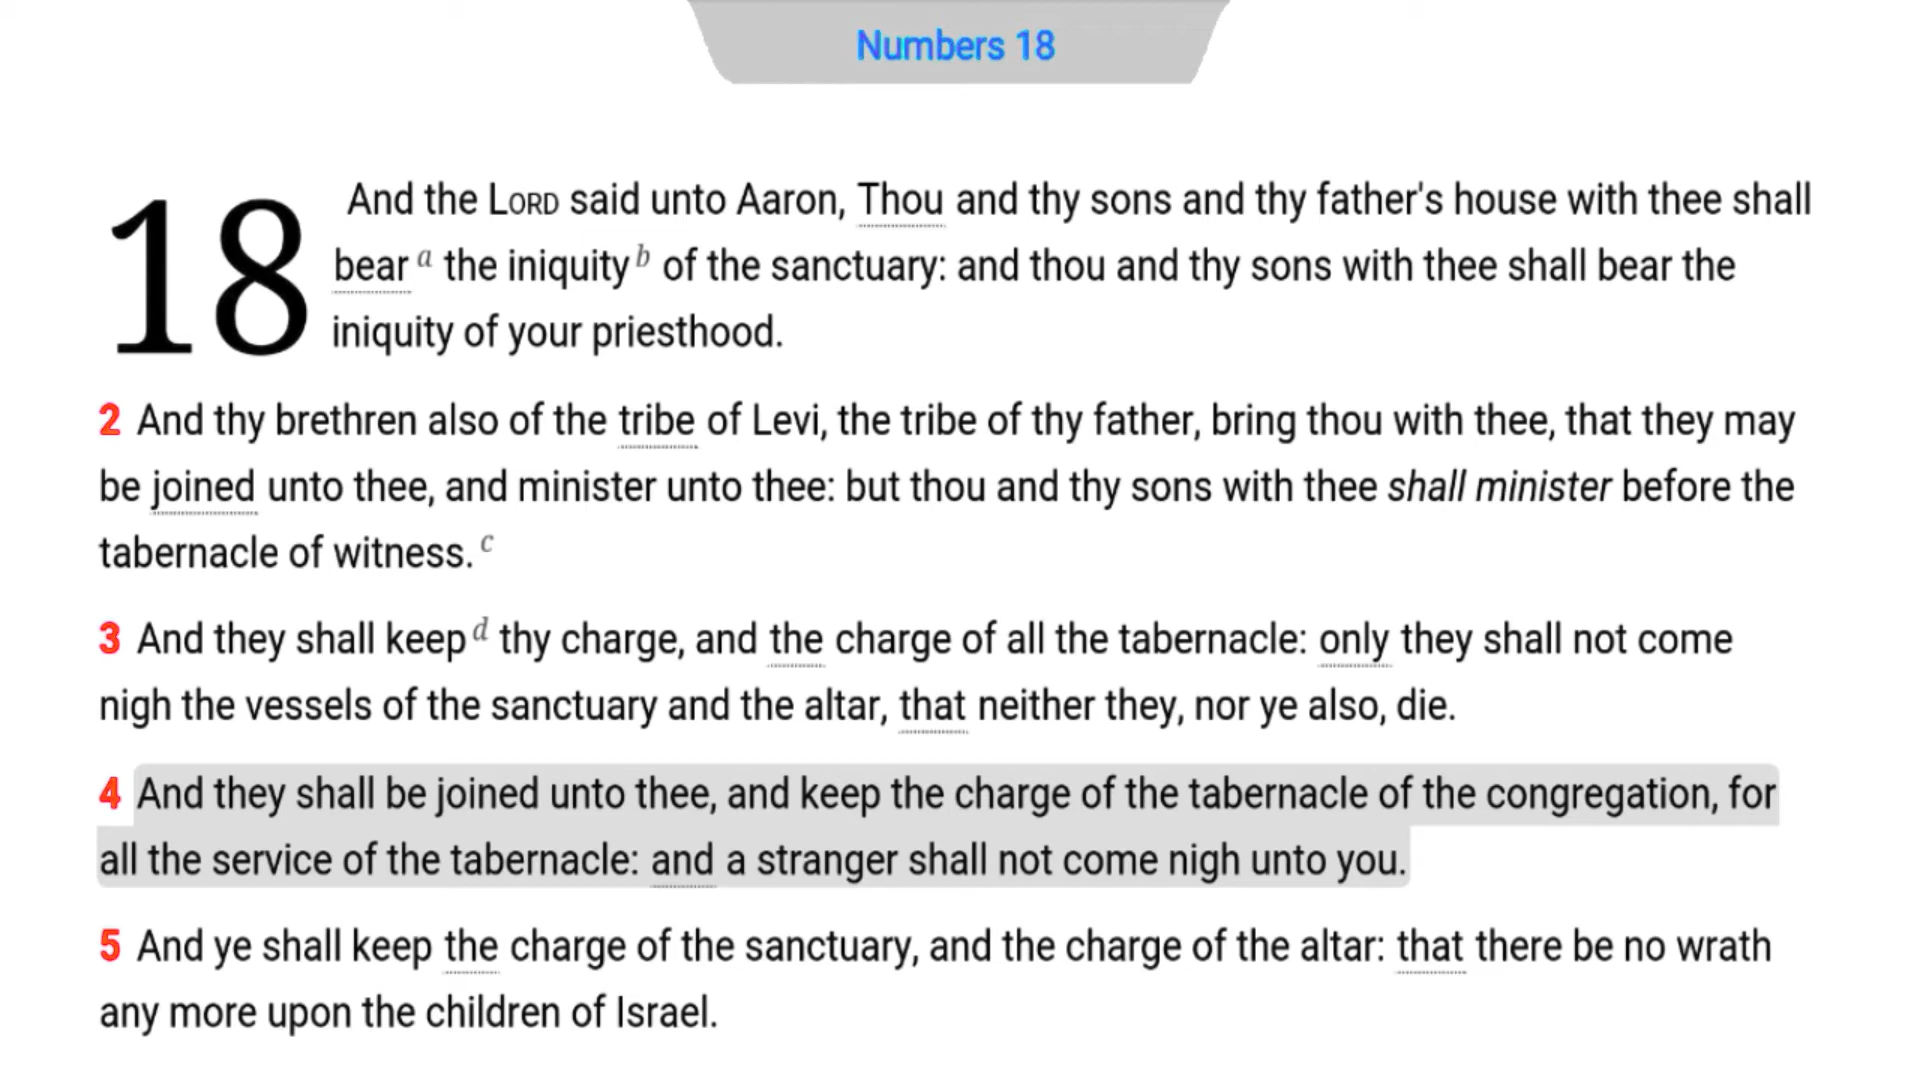 Numbers 18
18 And the LORD said unto Aaron, Thou and thy sons and thy father's house with thee shall
bear a the iniquity b of the sanctuary: and thou and thy sons with thee shall bear the
iniquity of your priesthood.
2 And thy brethren also of the tribe of Levi, the tribe of thy father, bring thou with thee, that they may
be joined unto thee, and minister unto thee: but thou and thy sons with thee shall minister before the
tabernacle of witness. c
3 And they shall keep d thy charge, and the charge of all the tabernacle: only they shall not come
nigh the vessels of the sanctuary and the altar, that neither they, nor ye also, die.
4 And they shall be joined unto thee, and keep the charge of the tabernacle of the congregation, for
all the service of the tabernacle: and a stranger shall not come nigh unto you.
5 And ye shall keep the charge of the sanctuary, and the charge of the altar: that there be no wrath
any more upon the children of Israel.